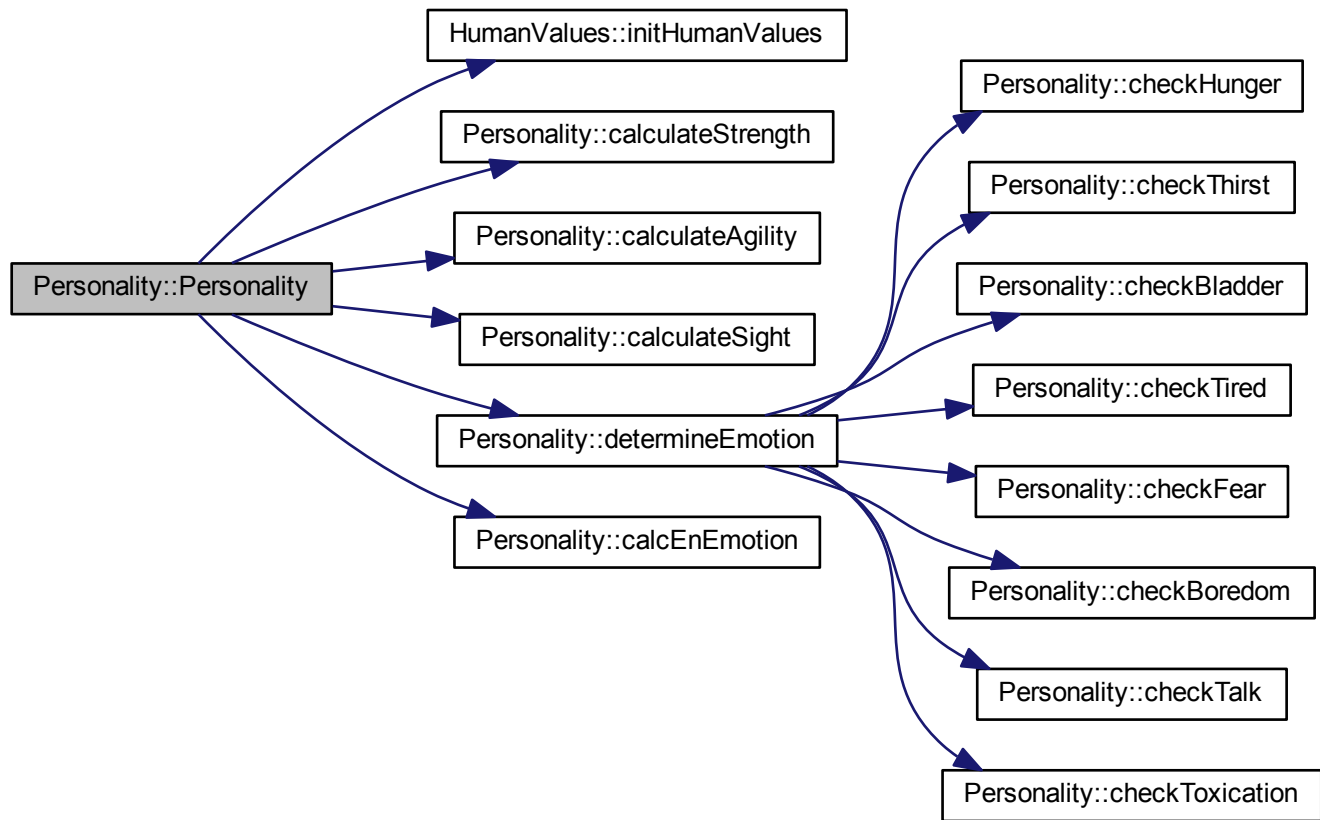 Personality::Personality
HumanValues::initHumanValues
Personality::calculateStrength
Personality::calculateAgility
Personality::calculateSight
Personality::determineEmotion
Personality::calcEnEmotion
Personality::checkHunger
Personality::checkThirst
Personality::checkBladder
Personality::checkTired
Personality::checkFear
Personality::checkBoredom
Personality::checkTalk
Personality::checkToxication